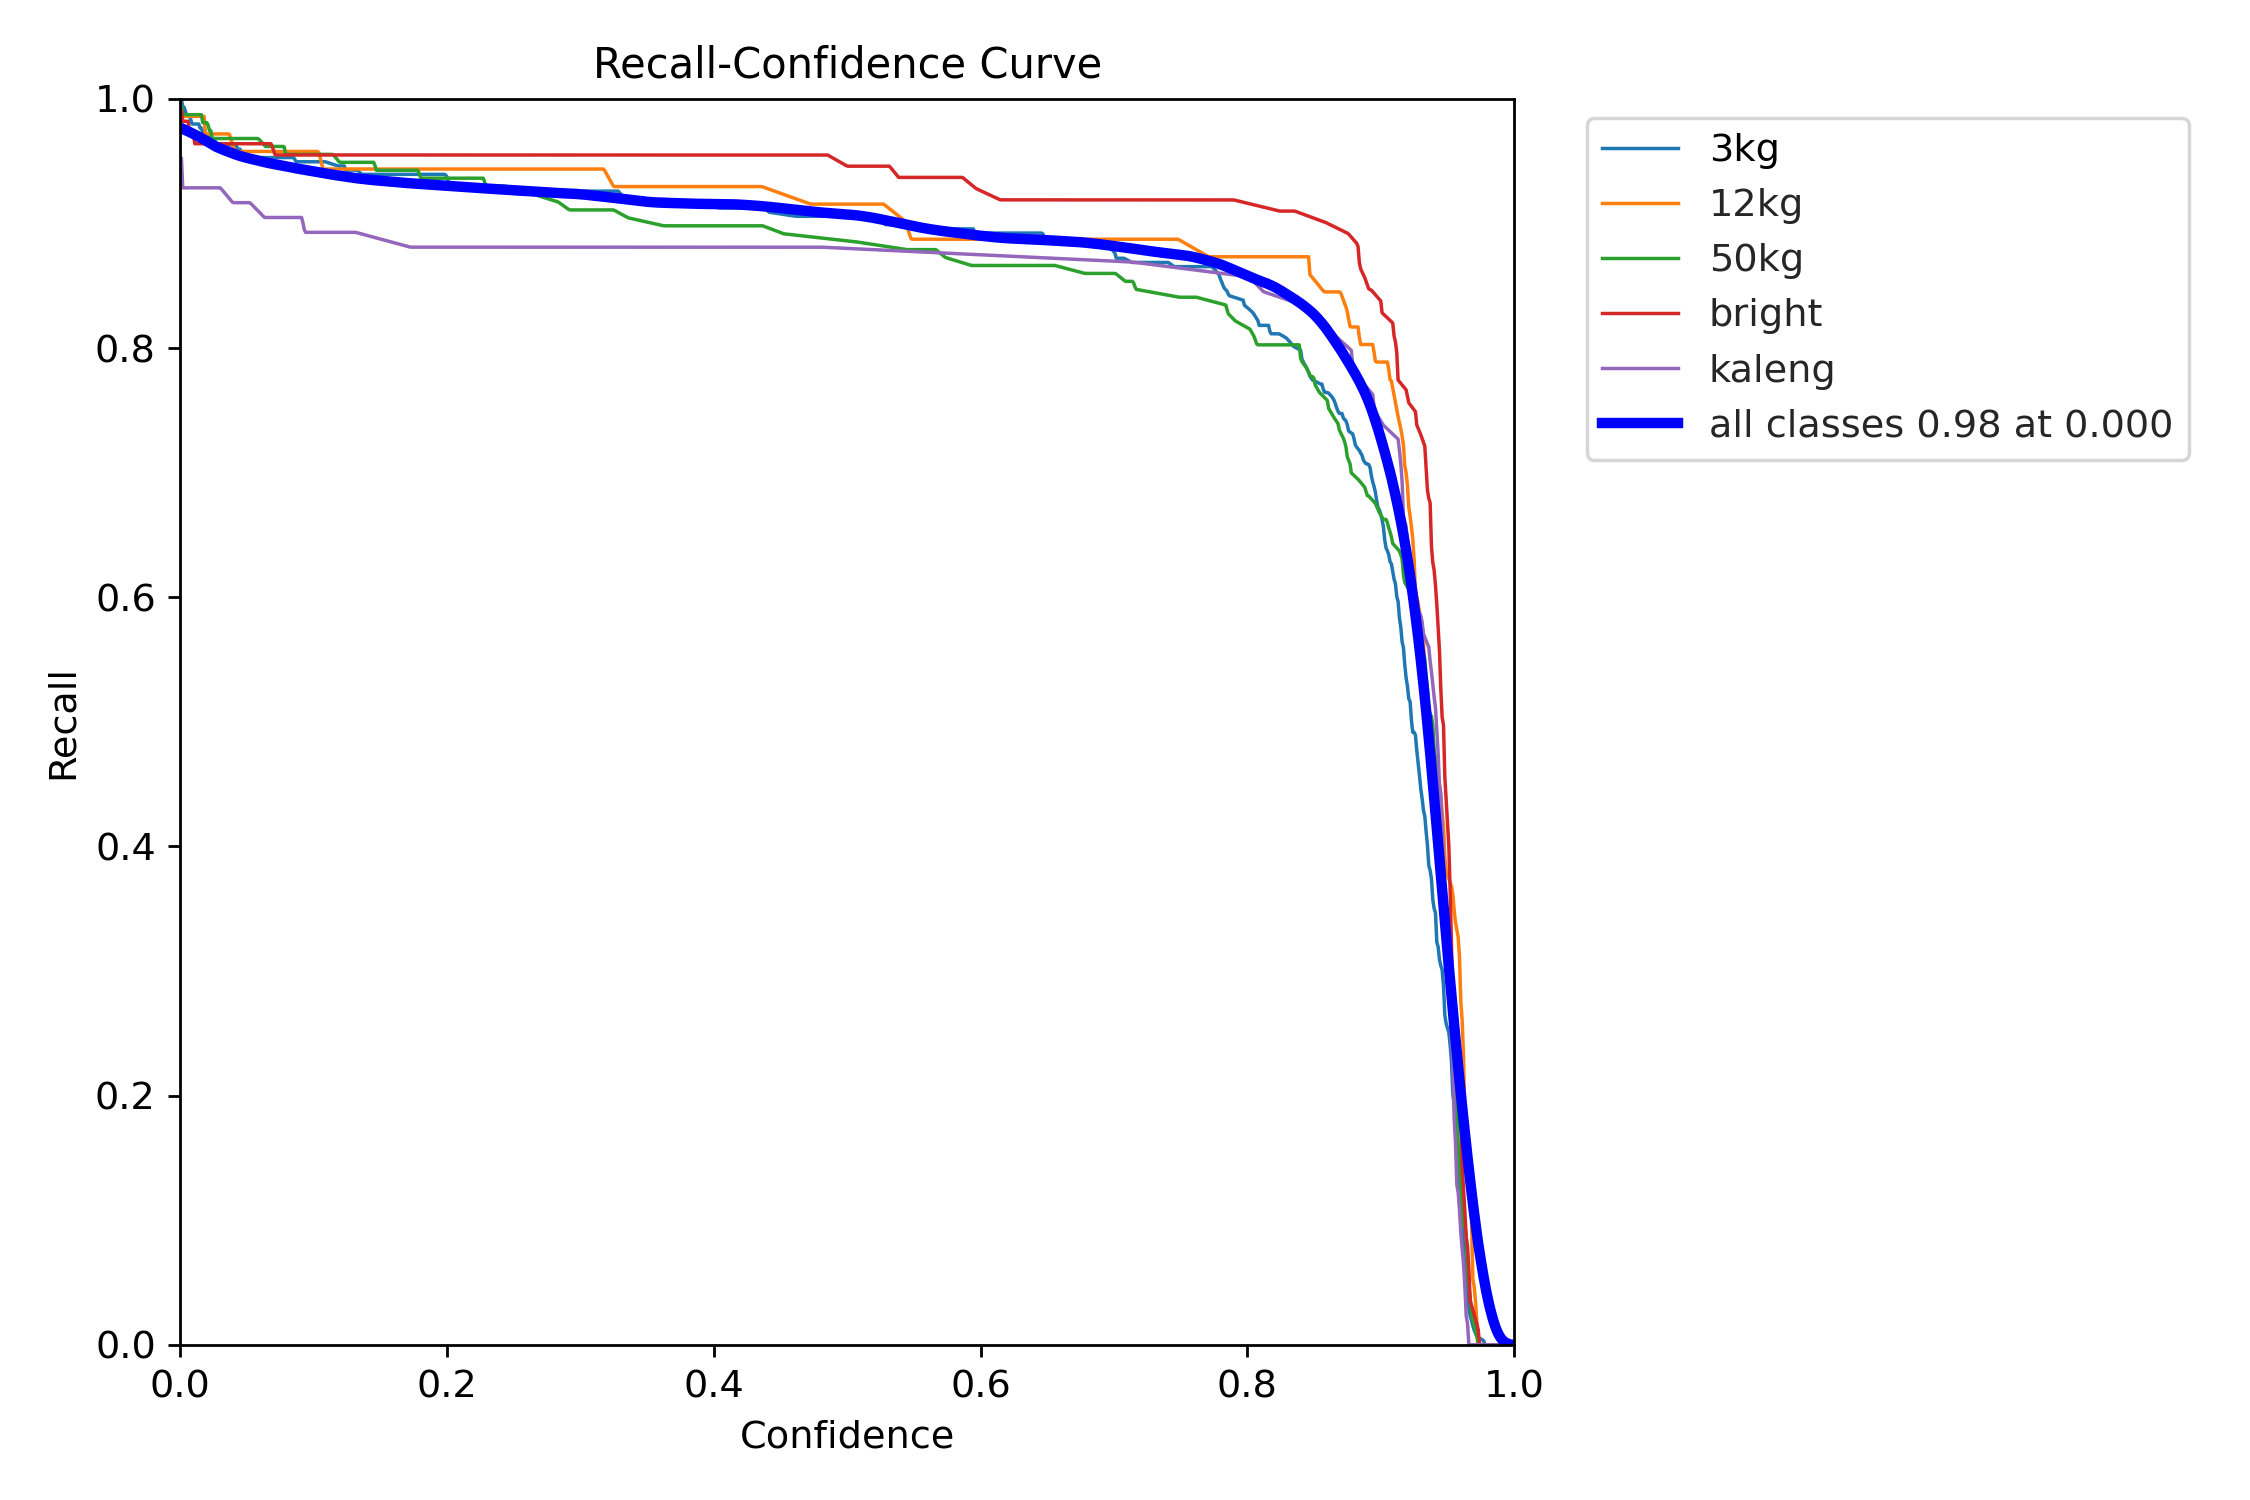 Recall-Confidence Curve
1.0
0.8
0.6
0.4
0.2
0.0
Recall
0.0 0.2 0.4 0.6 0.8 1.0
Confidence
3kg
12kg
50kg
bright
kaleng
all classes 0.98 at 0.000